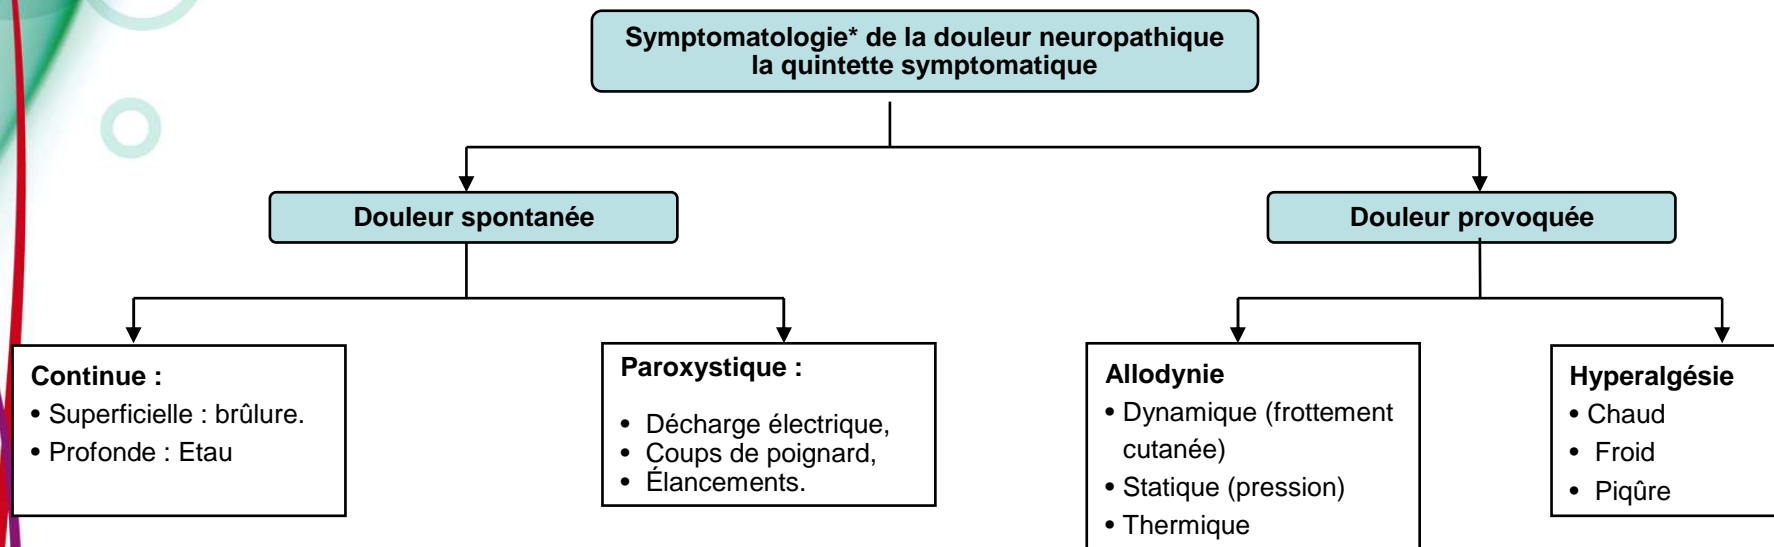 Symptomatologie* de la douleur neuropathique
la quintette symptomatique
Douleur spontanée
Douleur provoquée
Continue :
• Superficielle : brûlure.
• Profonde : Etau
Paroxystique :
• Décharge électrique,
• Coups de poignard,
• Élancements.
Allodynie
• Dynamique (frottement
cutanée)
• Statique (pression)
• Thermique
Hyperalgésie
• Chaud
• Froid
• Piqûre